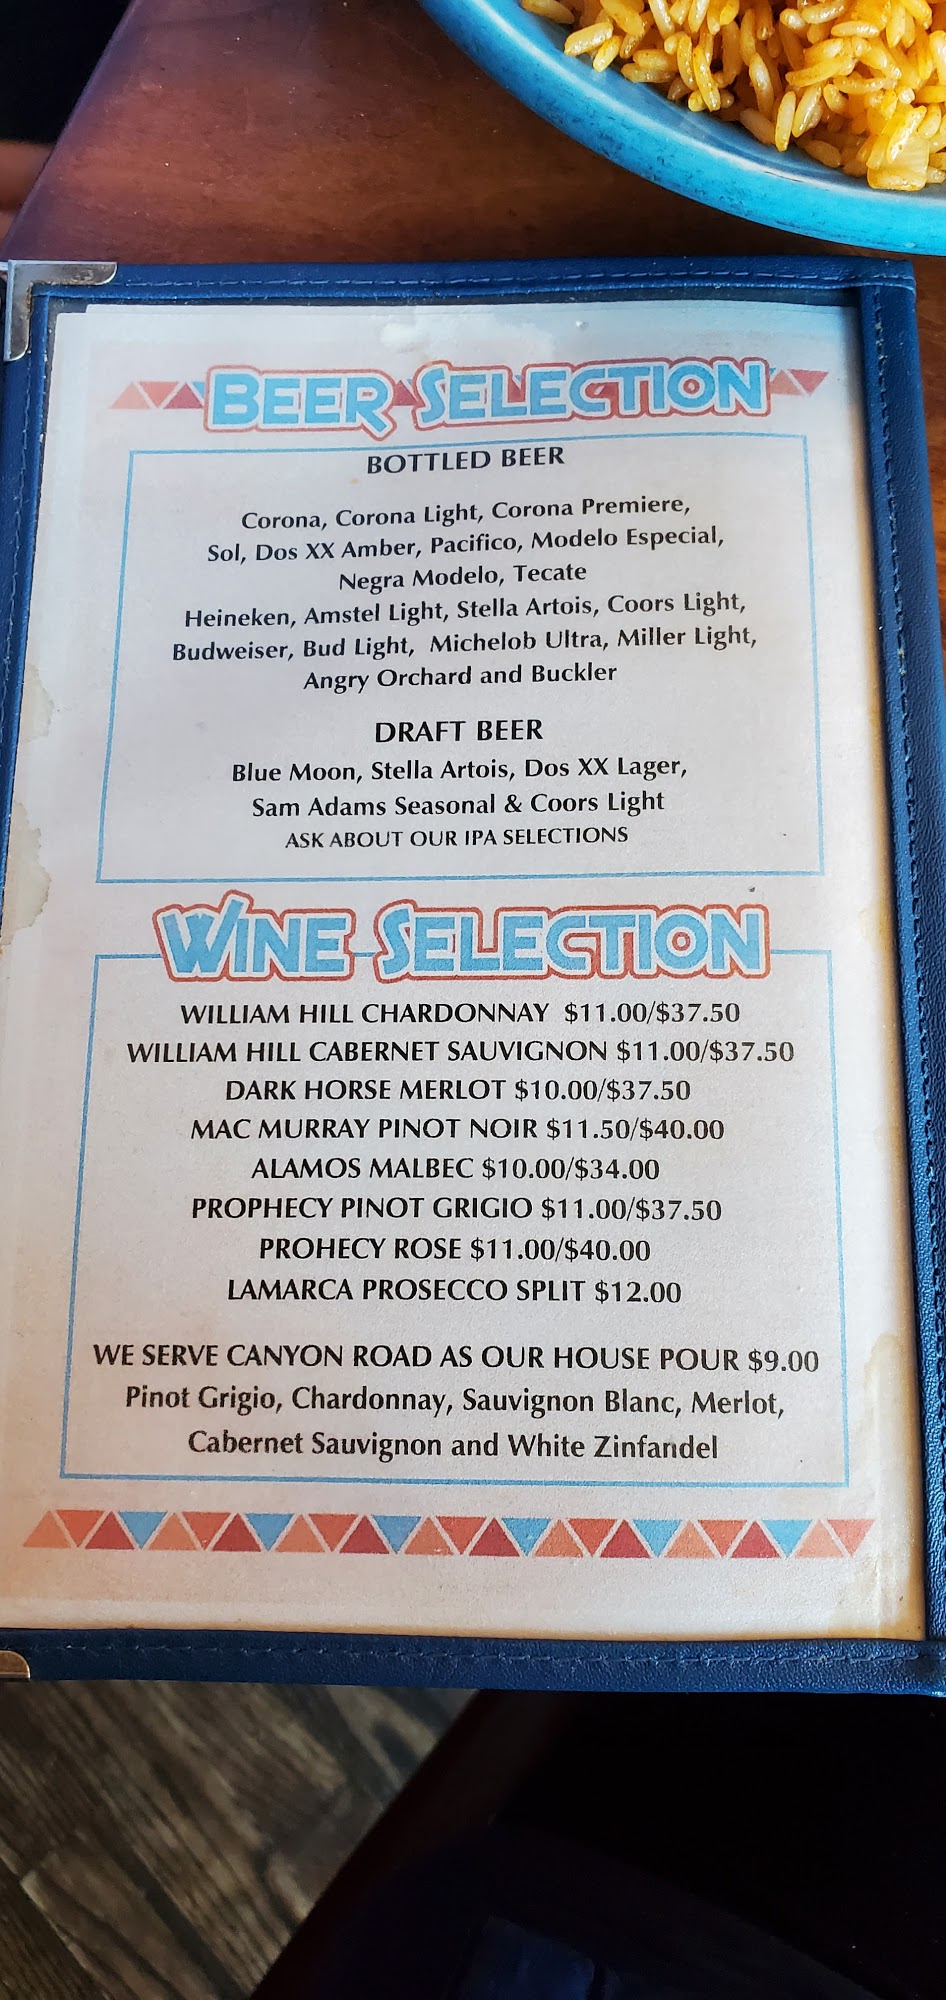 BEER SELECTION
BOTTLED BEER
Corona, Corona Light, Corona Premiere,
Sol, Dos XX Amber, Pacifico, Modelo Especial,
Negra Modelo, Tecate
Heineken, Amstel Light, Stella Artois, Coors Light,
Budweiser, Bud Light, Michelob Ultra, Miller Light,
Angry Orchard and Buckler
DRAFT BEER
Blue Moon, Stella Artois, Dos XX Lager,
Sam Adams Seasonal & Coors Light
ASK ABOUT OUR IPA SELECTIONS
WINE SELECTION
WILLIAM HILL CHARDONNAY $11.00/$37.50
WILLIAM HILL CABERNET SAUVIGNON $11.00/$37.50
DARK HORSE MERLOT $10.00/$37.50
MAC MURRAY PINOT NOIR $11.50/$40.00
ALAMOS MALBEC $10.00/$34.00
PROPHECY PINOT GRIGIO $11.00/$37.50
PROHECY ROSE $11.00/$40.00
LAMARCA PROSECCO SPLIT $12.00
WE SERVE CANYON ROAD AS OUR HOUSE POUR $9.00
Pinot Grigio, Chardonnay, Sauvignon Blanc, Merlot,
Cabernet Sauvignon and White Zinfandel